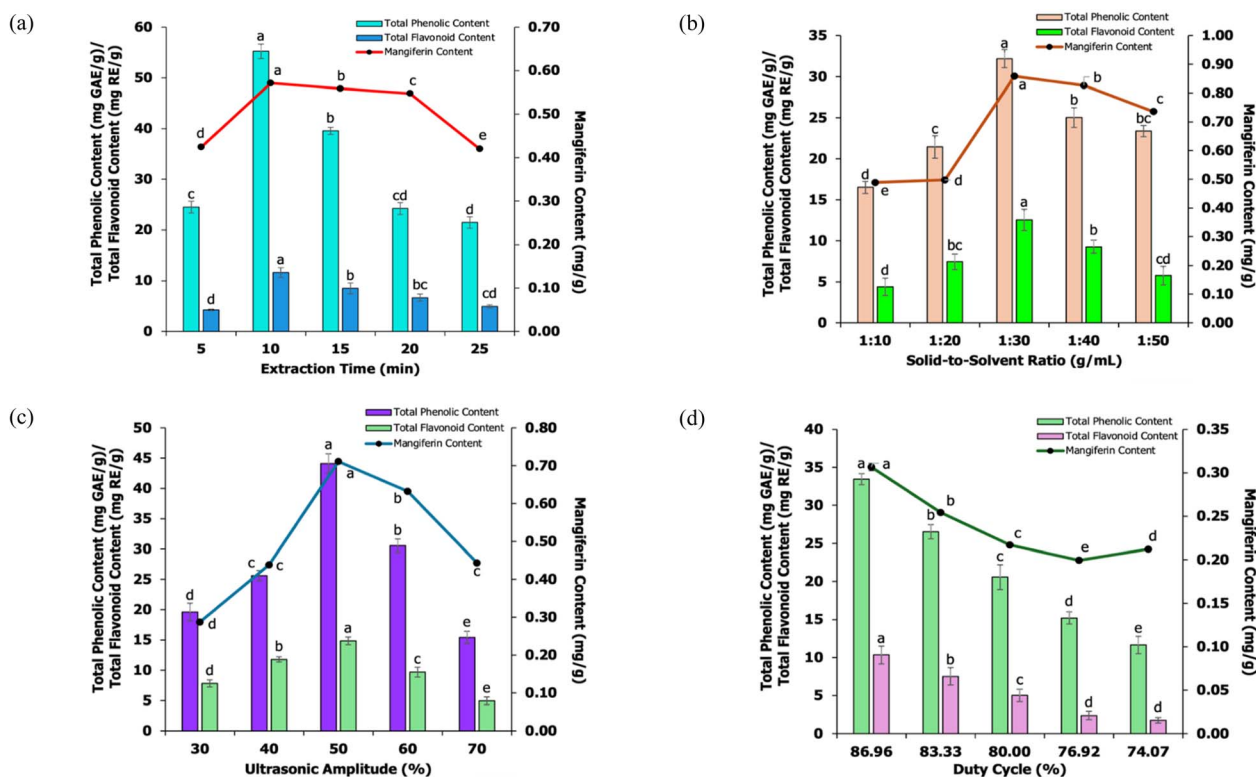 (a)
Total Phenolic Content
Total Flavonoid Content
Mangiferin Content
Total Phenolic Content (mg GAE/g)/
Total Flavonoid Content (mg RE/g)
60
50
40
30
20
10
0
0.70
0.60
0.50
0.40
0.30
0.20
0.10
0.00
Mangiferin Content (mg/g)
a
a
b
c
d
e
b
c
cd
d
a
b
bc
cd
d
5 10 15 20 25
Extraction Time (min)
(b)
Total Phenolic Content
Total Flavonoid Content
Mangiferin Content
Total Phenolic Content (mg GAE/g)/
Total Flavonoid Content (mg RE/g)
35
30
25
20
15
10
5
0
1.00
0.90
0.80
0.70
0.60
0.50
0.40
0.30
0.20
0.10
0.00
Mangiferin Content (mg/g)
a
a
b
c
b
bc
c
d
e
d
a
b
bc
cd
d
1:10 1:20 1:30 1:40 1:50
Solid-to-Solvent Ratio (g/mL)
(c)
Total Phenolic Content
Total Flavonoid Content
Mangiferin Content
Total Phenolic Content (mg GAE/g)/
Total Flavonoid Content (mg RE/g)
50
45
40
35
30
25
20
15
10
5
0
0.80
0.70
0.60
0.50
0.40
0.30
0.20
0.10
0.00
Mangiferin Content (mg/g)
a
a
b
b
c c
c
d
d
e
a
b
c
d
e
30 40 50 60 70
Ultrasonic Amplitude (%)
(d)
Total Phenolic Content
Total Flavonoid Content
Mangiferin Content
Total Phenolic Content (mg GAE/g)/
Total Flavonoid Content (mg RE/g)
40
35
30
25
20
15
10
5
0
0.35
0.30
0.25
0.20
0.15
0.10
0.05
0.00
Mangiferin Content (mg/g)
a a
b
b
c
c
e
d
d
e
a
b
c
d
d
86.96 83.33 80.00 76.92 74.07
Duty Cycle (%)